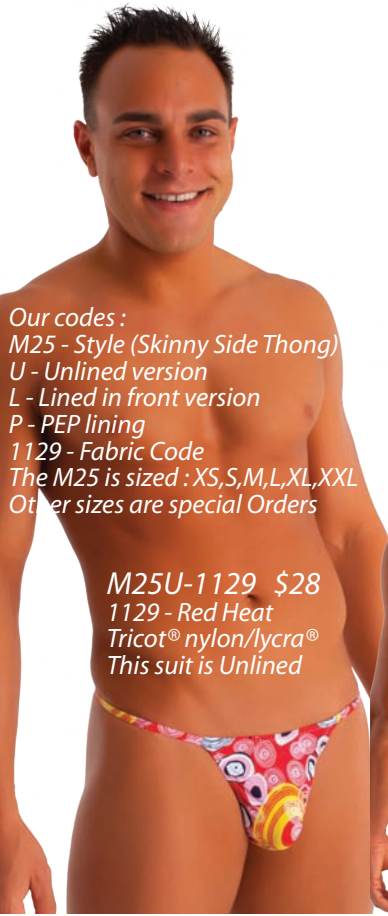 Our codes :
M25 - Style (Skinny Side Thong)
U - Unlined version
L - Lined in front version
P - PEP lining
1129 - Fabric Code
The M25 is sized : XS,S,M,L,XL,XXL
Other sizes are special Orders
M25U-1129 $28
1129 - Red Heat
Tricot® nylon/lycra®
This suit is Unlined